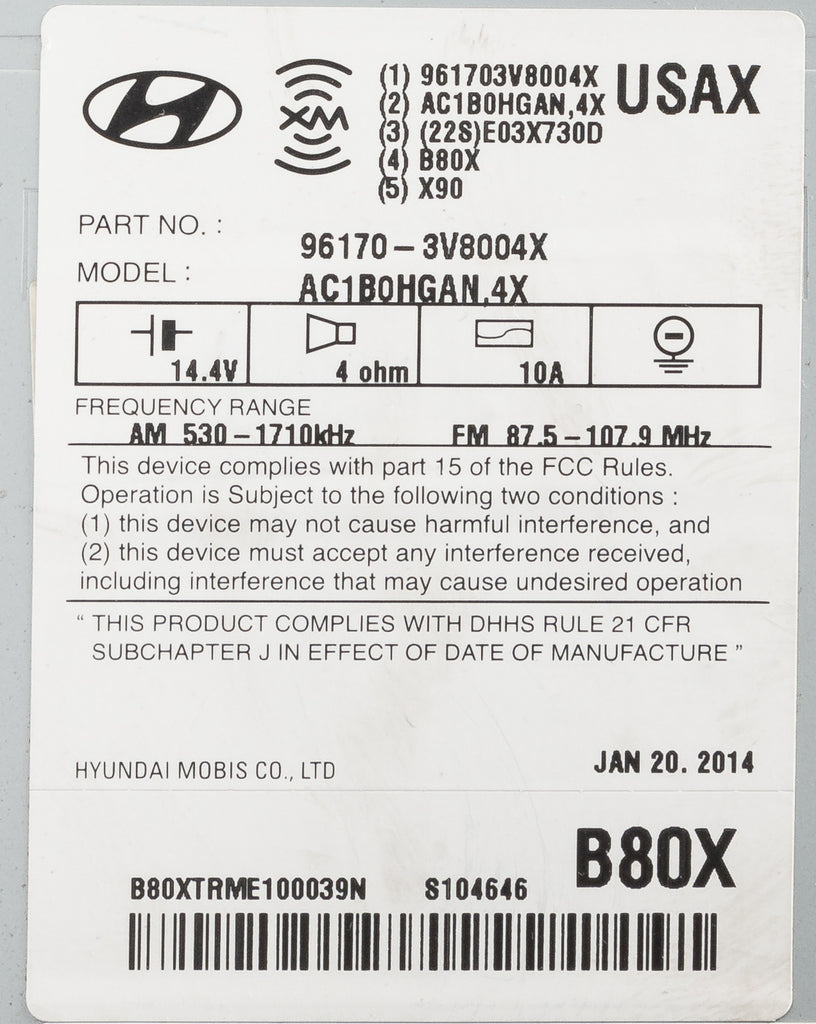 XM
(1) 961703V8004X USAX
(2) AC1B0HGAN,4X
(3) (22S)E03X730D
(4) B80X
(5) X90
PART NO. : 96170-3V8004X
MODEL : AC1B0HGAN,4X
14.4V 4 ohm 10A
FREQUENCY RANGE
AM 530-1710kHz FM 87.5-107.9 MHz
This device complies with part 15 of the FCC Rules.
Operation is Subject to the following two conditions :
(1) this device may not cause harmful interference, and
(2) this device must accept any interference received,
including interference that may cause undesired operation
“ THIS PRODUCT COMPLIES WITH DHHS RULE 21 CFR
SUBCHAPTER J IN EFFECT OF DATE OF MANUFACTURE ”
HYUNDAI MOBIS CO., LTD JAN 20. 2014
B80X
B80XTRME100039N S104646